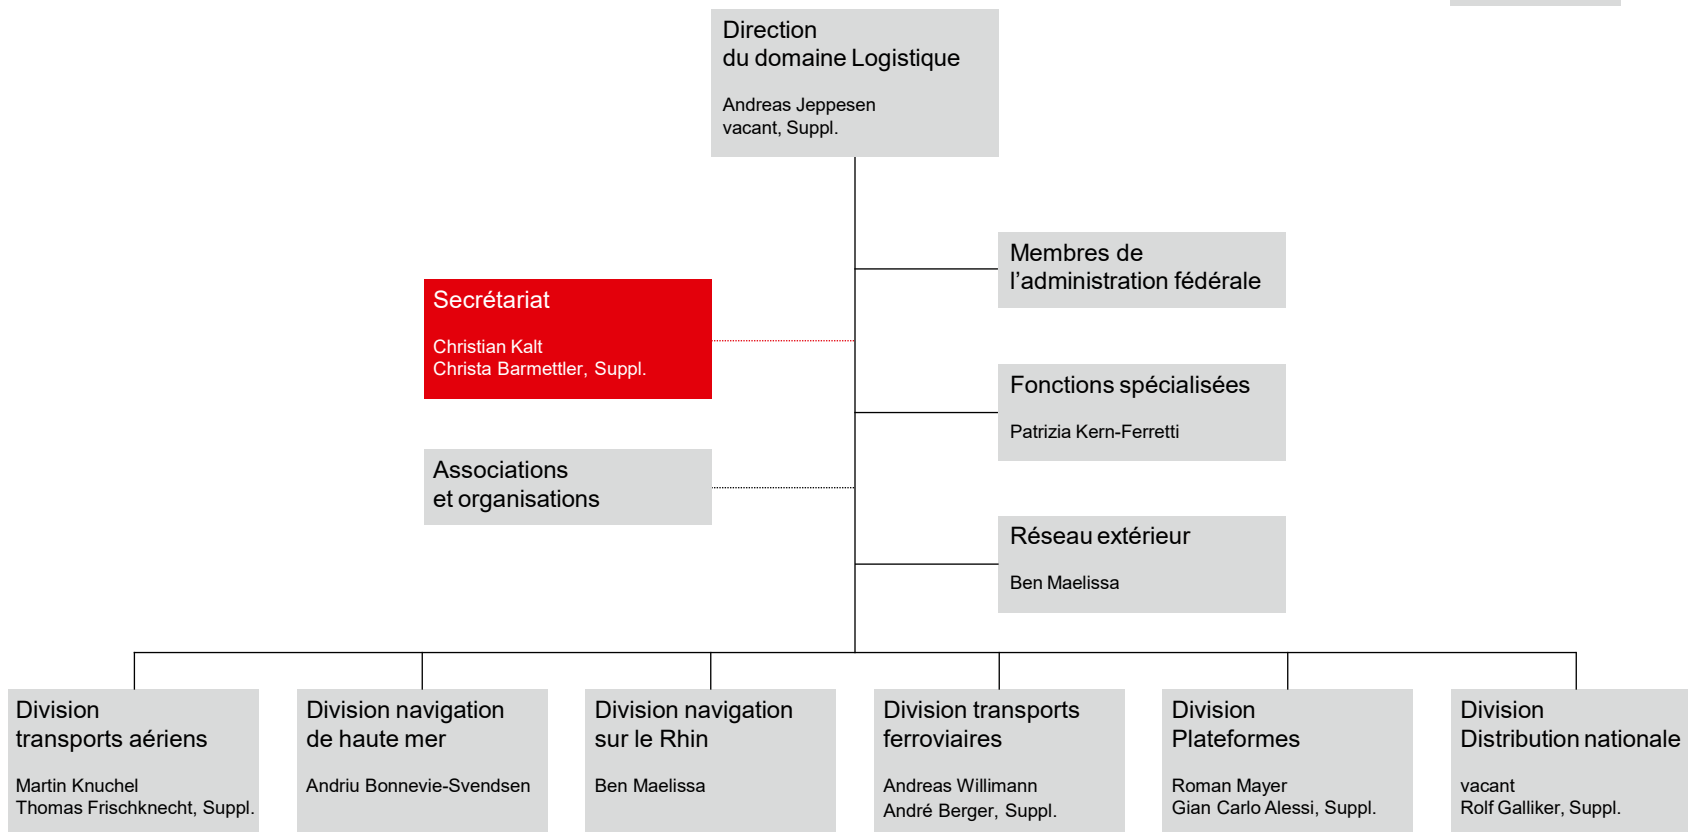 Direction
du domaine Logistique
Andreas Jeppesen
vacant, Suppl.
Membres de
l’administration fédérale
Secrétariat
Christian Kalt
Christa Barmettler, Suppl.
Fonctions spécialisées
Patrizia Kern-Ferretti
Associations
et organisations
Réseau extérieur
Ben Maelissa
Division
transports aériens
Martin Knuchel
Thomas Frischknecht, Suppl.
Division navigation
de haute mer
Andriu Bonnevie-Svendsen
Division navigation
sur le Rhin
Ben Maelissa
Division transports
ferroviaires
Andreas Willimann
André Berger, Suppl.
Division
Plateformes
Roman Mayer
Gian Carlo Alessi, Suppl.
Division
Distribution nationale
vacant
Rolf Galliker, Suppl.